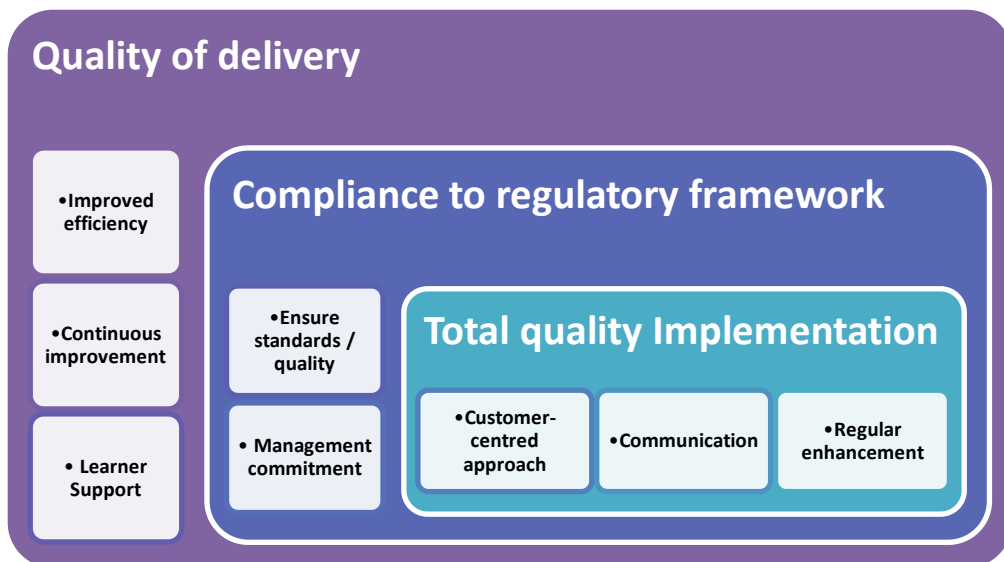 Quality of delivery
•Improved
efficiency
•Continuous
improvement
• Learner
Support
Compliance to regulatory framework
•Ensure
standards /
quality
• Management
commitment
Total quality Implementation
•Customer-
centred
approach
•Communication
•Regular
enhancement